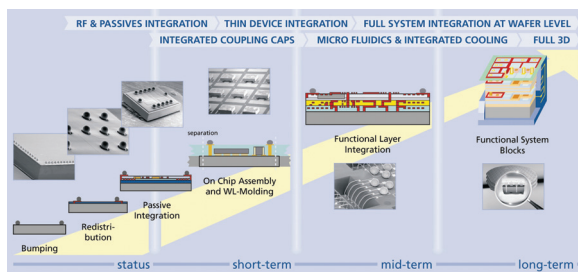 RF & PASSIVES INTEGRATION
THIN DEVICE INTEGRATION
FULL SYSTEM INTEGRATION AT WAFER LEVEL
INTEGRATED COUPLING CAPS
MICRO FLUIDICS & INTEGRATED COOLING
FULL 3D
separation
Functional Layer
Integration
Functional System
Blocks
On Chip Assembly
and WL-Molding
Passive
Integration
Redistri-
bution
Bumping
status
short-term
mid-term
long-term